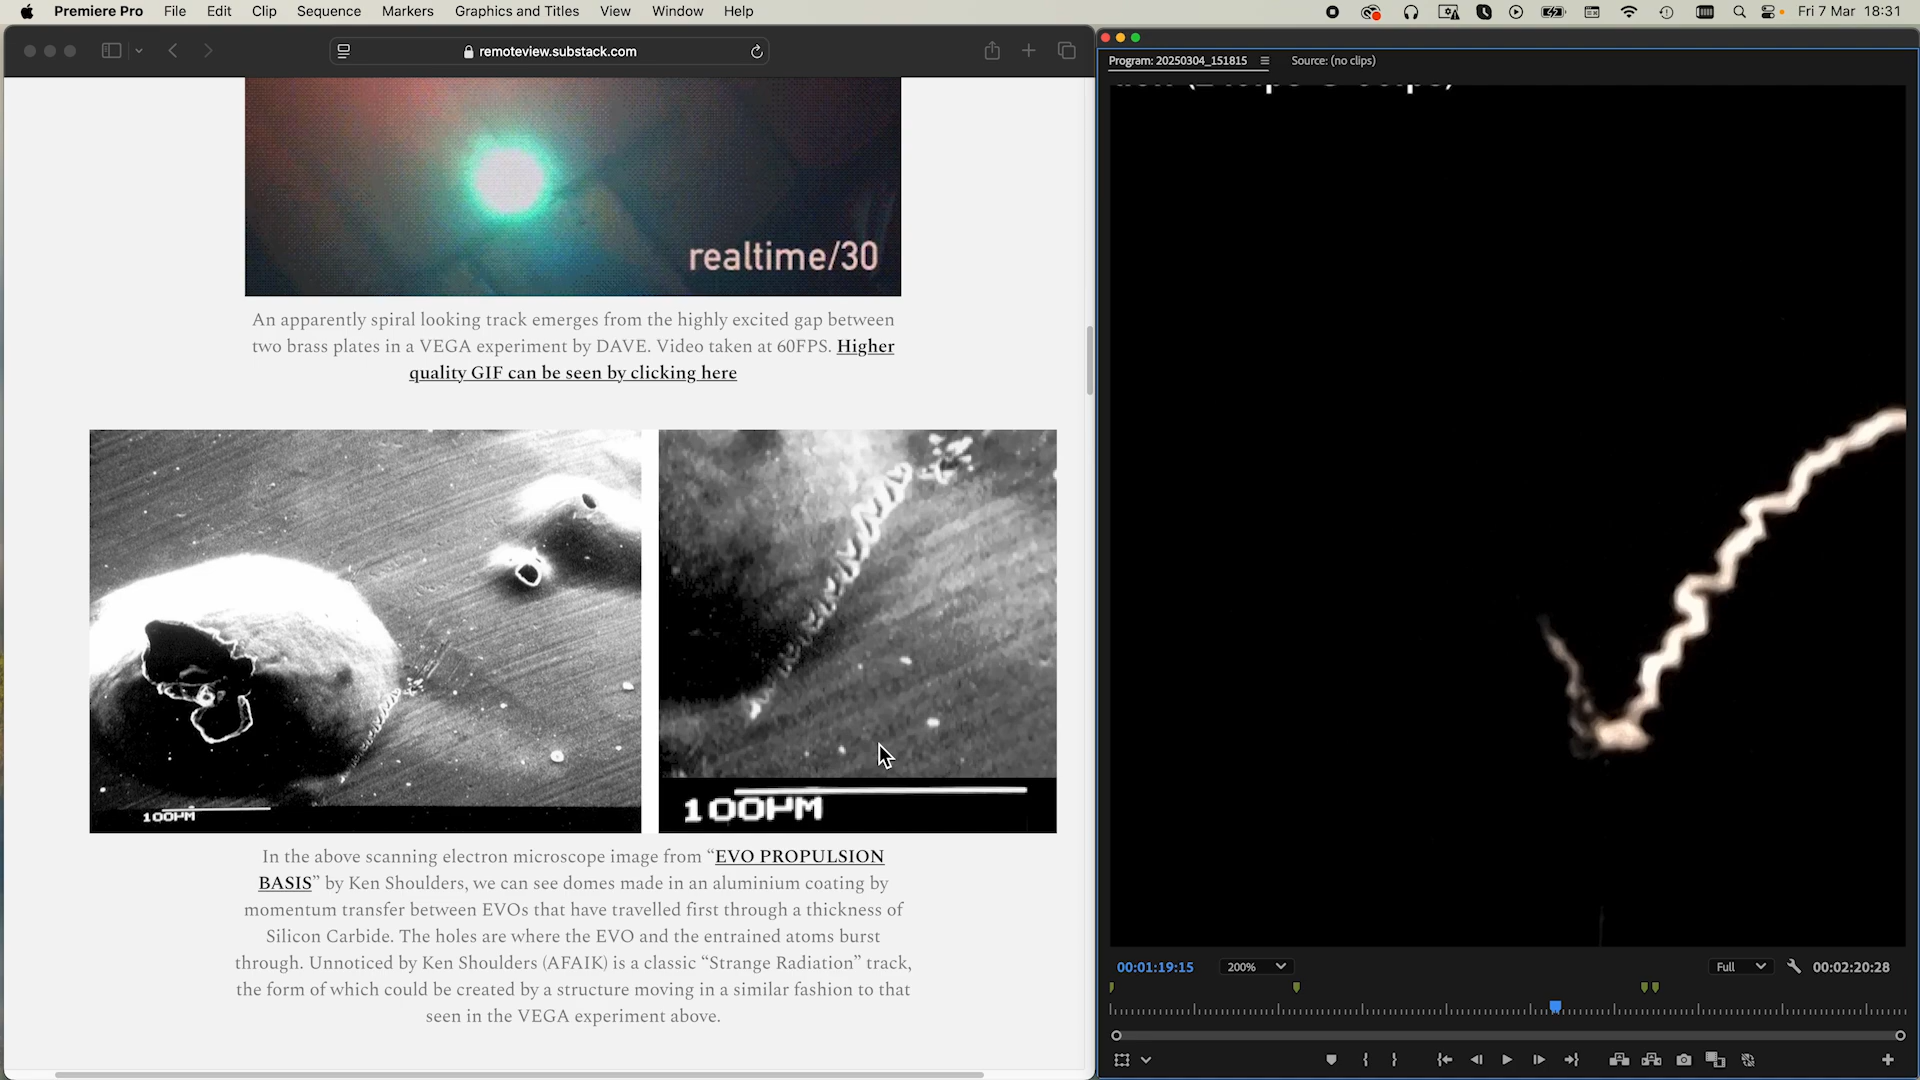 Premiere Pro File Edit Clip Sequence Markers Graphics and Titles View Window Help Fri 7 Mar 18:31
remoteview.substack.com
Program: 20250304_151815 Source: (no clips)
realtime/30
An apparently spiral looking track emerges from the highly excited gap between
two brass plates in a VEGA experiment by DAVE. Video taken at 60FPS. Higher
quality GIF can be seen by clicking here
100µM
100µM
In the above scanning electron microscope image from “EVO PROPULSION
BASIS” by Ken Shoulders, we can see domes made in an aluminium coating by
momentum transfer between EVOs that have travelled first through a thickness of
Silicon Carbide. The holes are where the EVO and the entrained atoms burst
through. Unnoticed by Ken Shoulders (AFAIK) is a classic “Strange Radiation” track,
the form of which could be created by a structure moving in a similar fashion to that
seen in the VEGA experiment above.
00:01:19:15 200% Full 00:02:20:28